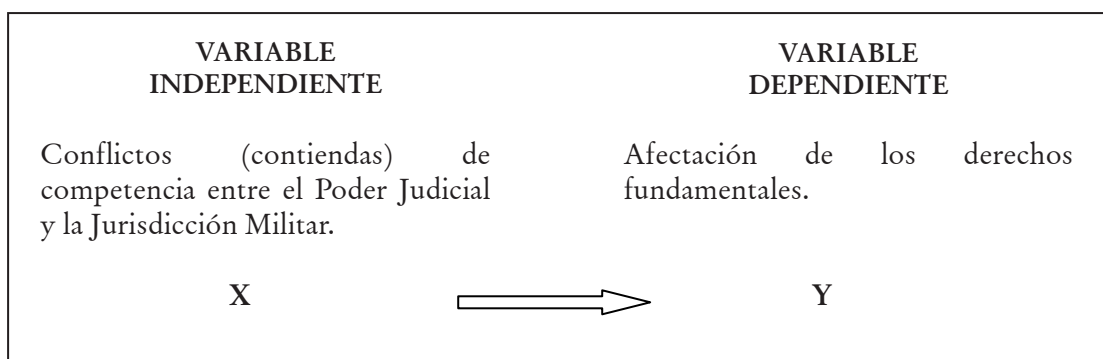 VARIABLE
INDEPENDIENTE
Conflictos (contiendas) de
competencia entre el Poder Judicial
y la Jurisdicción Militar.
X
VARIABLE
DEPENDIENTE
Afectación de los derechos
fundamentales.
Y